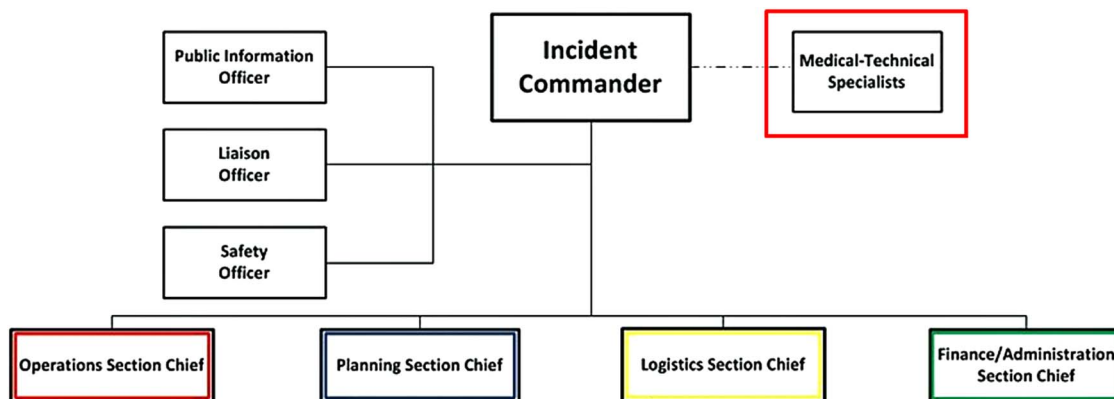 Public Information
Officer
Incident
Commander
Medical-Technical
Specialists
Liaison
Officer
Safety
Officer
Operations Section Chief
Planning Section Chief
Logistics Section Chief
Finance/Administration
Section Chief